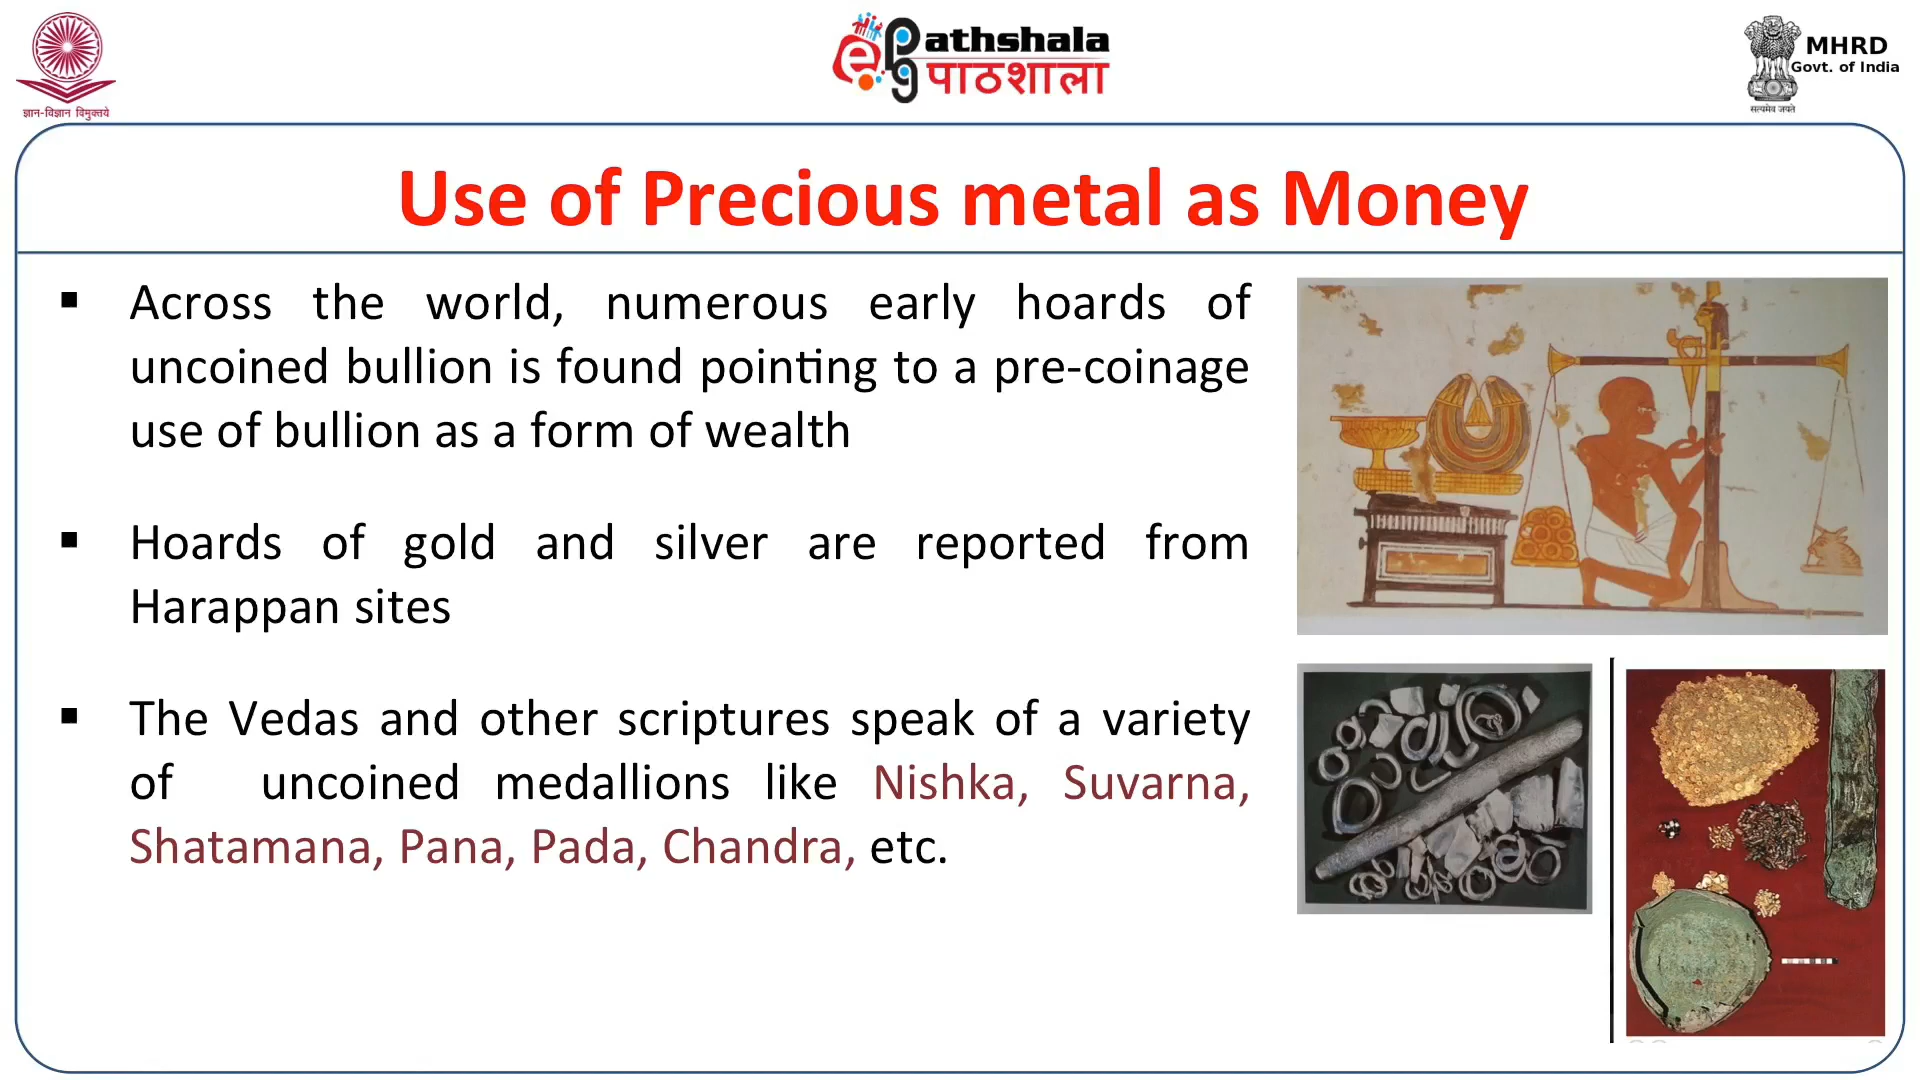 ज्ञान-विज्ञान विमुक्तये
ePathshala
पाठशाला
MHRD
Govt. of India
सत्यमेव जयते
Use of Precious metal as Money
▪ Across the world, numerous early hoards of
uncoined bullion is found pointing to a pre-coinage
use of bullion as a form of wealth
▪ Hoards of gold and silver are reported from
Harappan sites
▪ The Vedas and other scriptures speak of a variety
of uncoined medallions like Nishka, Suvarna,
Shatamana, Pana, Pada, Chandra, etc.